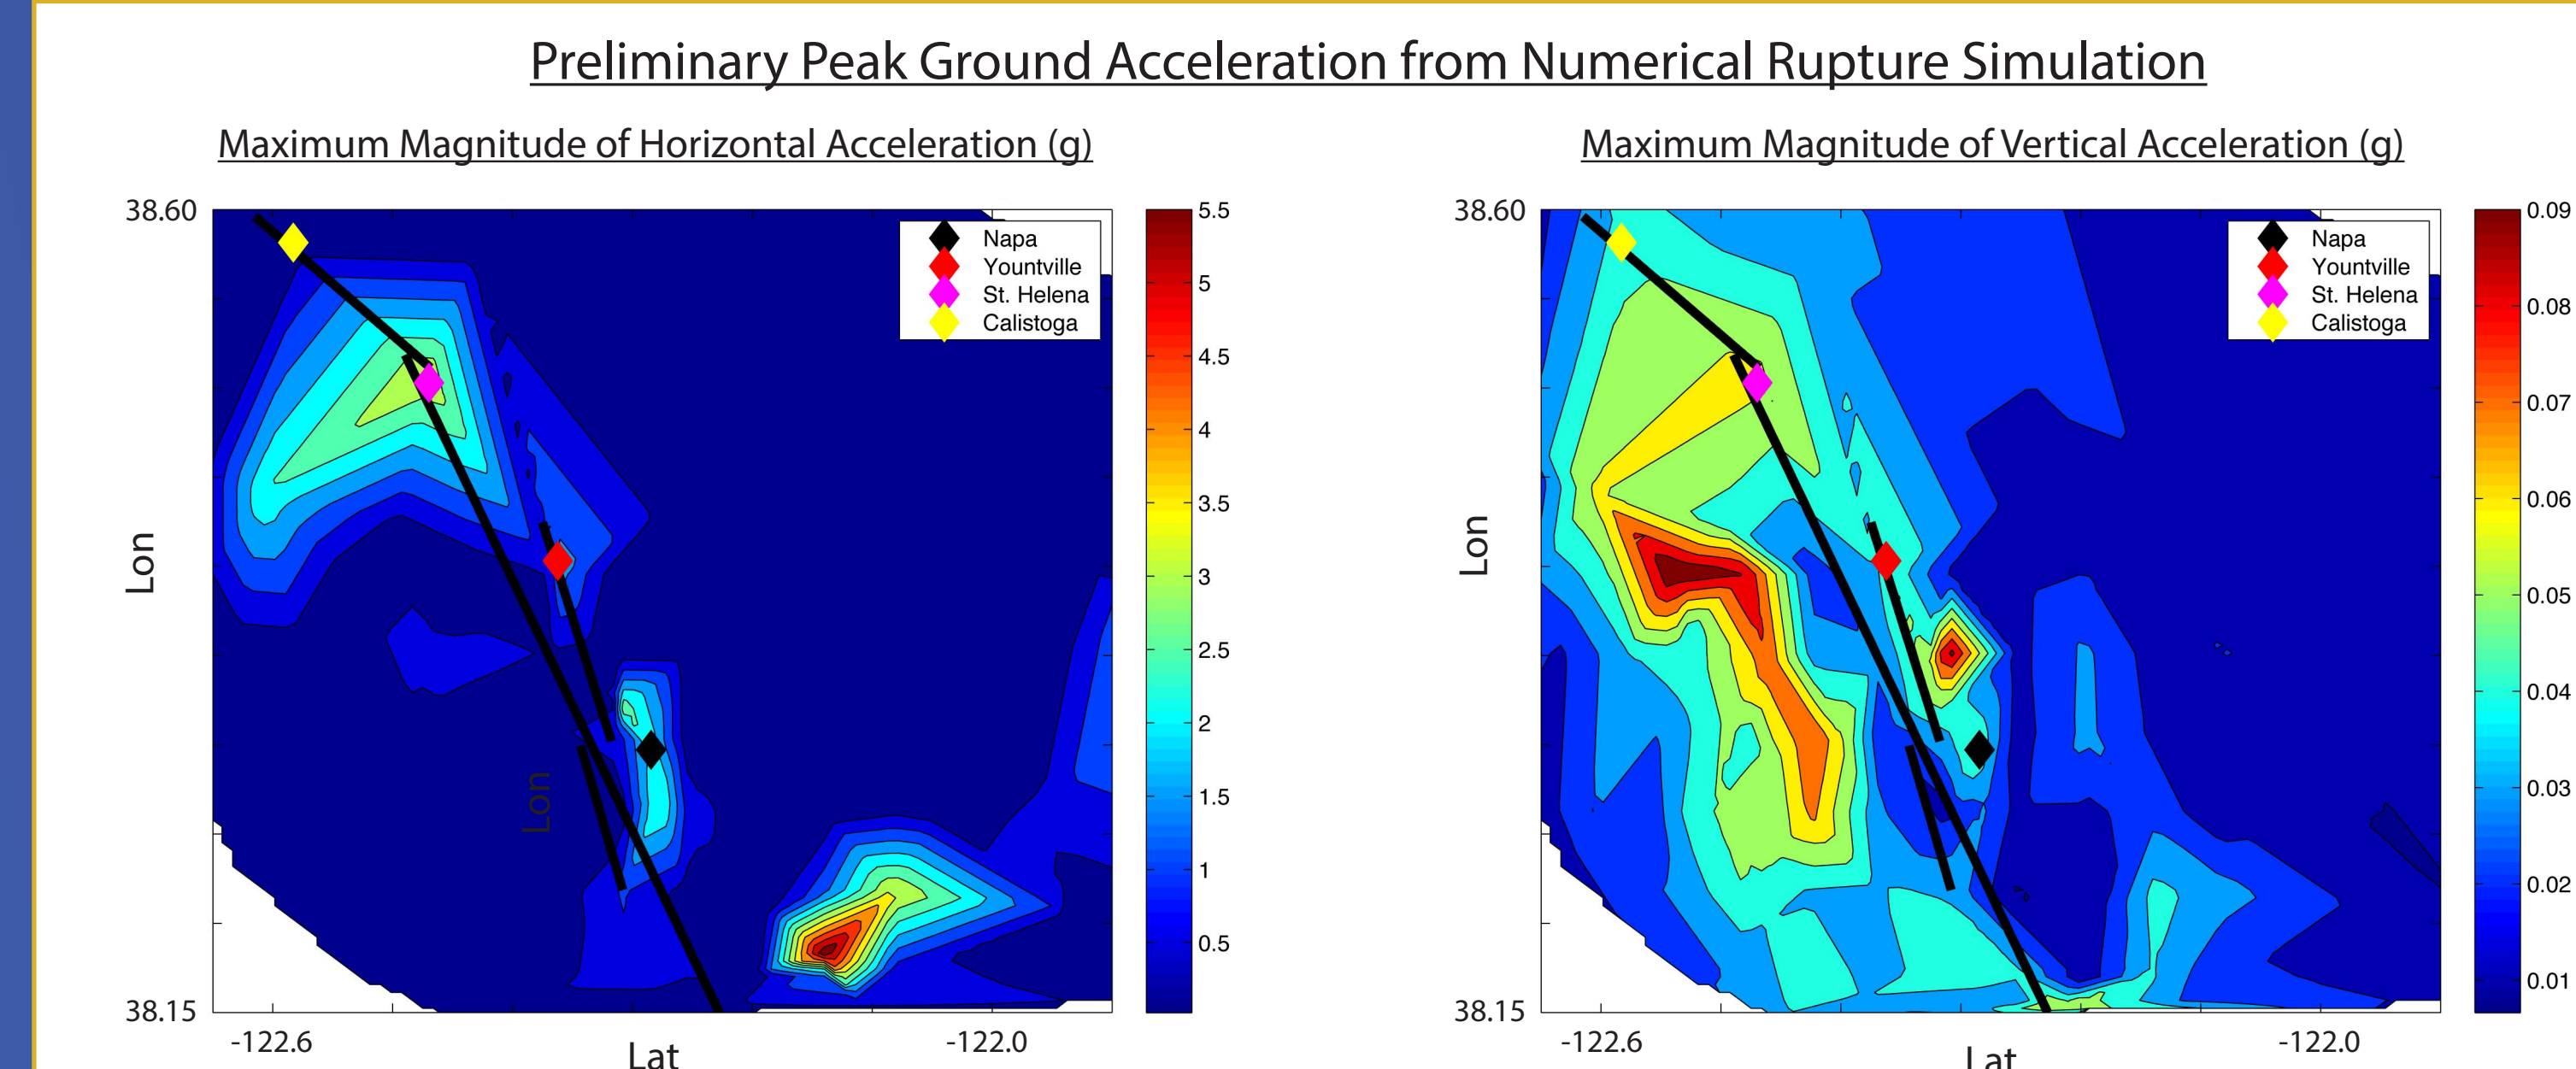 Preliminary Peak Ground Acceleration from Numerical Rupture Simulation
Maximum Magnitude of Horizontal Acceleration (g)
38.60
Napa
Yountville
St. Helena
Calistoga
5.5
5
4.5
4
3.5
3
2.5
2
1.5
1
0.5
Lon
Lon
38.15
-122.6
Lat
-122.0
Maximum Magnitude of Vertical Acceleration (g)
38.60
Napa
Yountville
St. Helena
Calistoga
0.09
0.08
0.07
0.06
0.05
0.04
0.03
0.02
0.01
Lon
38.15
-122.6
Lat
-122.0